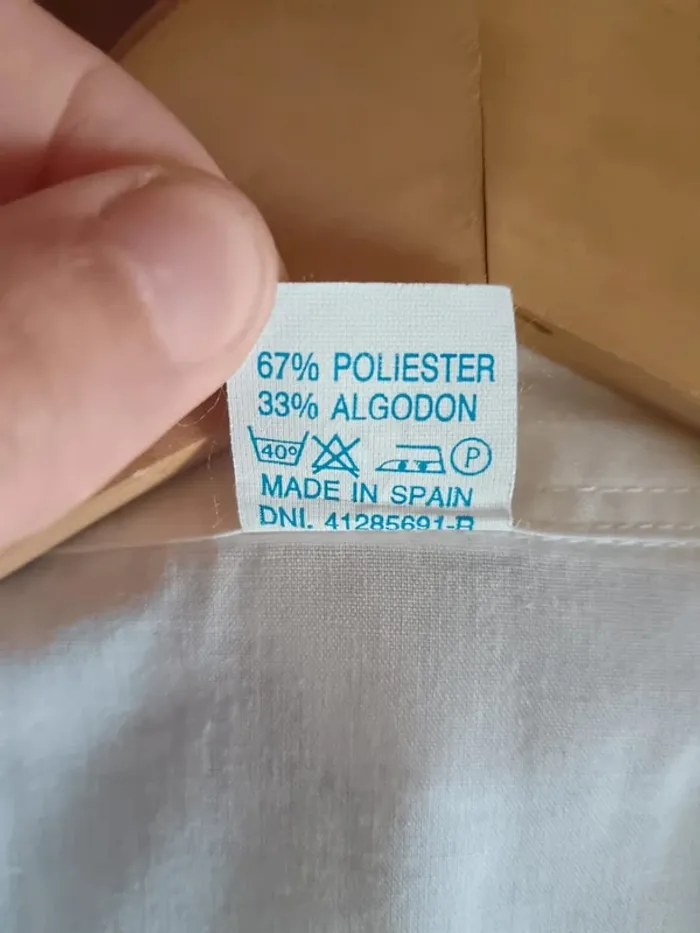 67% POLIESTER
33% ALGODON
40° P
MADE IN SPAIN
DNI. 41285691-R